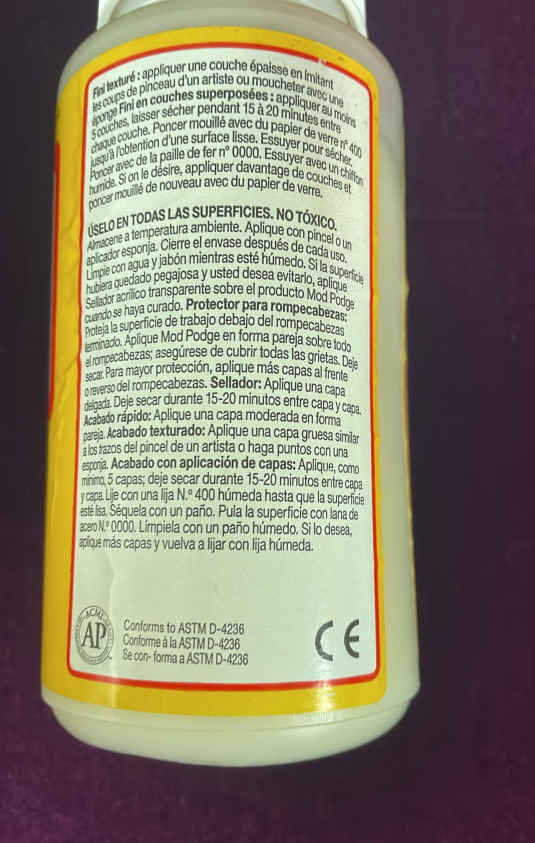 Fini texturé : appliquer une couche épaisse en imitant
les coups de pinceau d'un artiste ou moucheter avec une
éponge Fini en couches superposées : appliquer au moins
5 couches, laisser sécher pendant 15 à 20 minutes entre
chaque couche. Poncer mouillé avec du papier de verre n° 400
jusqu'à l'obtention d'une surface lisse. Essuyer pour sécher.
Poncer avec de la paille de fer n° 0000. Essuyer avec un chiffon
humide. Si on le désire, appliquer davantage de couches et
poncer mouillé de nouveau avec du papier de verre.
ÚSELO EN TODAS LAS SUPERFICIES. NO TÓXICO.
Almacene a temperatura ambiente. Aplique con pincel o un
aplicador esponja. Cierre el envase después de cada uso.
Limpie con agua y jabón mientras esté húmedo. Si la superficie
hubiera quedado pegajosa y usted desea evitarlo, aplique
Sellador acrílico transparente sobre el producto Mod Podge
cuando se haya curado. Protector para rompecabezas:
Proteja la superficie de trabajo debajo del rompecabezas
terminado. Aplique Mod Podge en forma pareja sobre todo
el rompecabezas; asegúrese de cubrir todas las grietas. Deje
secar. Para mayor protección, aplique más capas al frente
o reverso del rompecabezas. Sellador: Aplique una capa
delgada. Deje secar durante 15-20 minutos entre capa y capa.
Acabado rápido: Aplique una capa moderada en forma
pareja. Acabado texturado: Aplique una capa gruesa similar
a los trazos del pincel de un artista o haga puntos con una
esponja. Acabado con aplicación de capas: Aplique, como
mínimo, 5 capas; deje secar durante 15-20 minutos entre capa
y capa. Lije con una lija N.º 400 húmeda hasta que la superficie
esté lisa. Séquela con un paño. Pula la superficie con lana de
acero N.º 0000. Límpiela con un paño húmedo. Si lo desea,
aplique más capas y vuelva a lijar con lija húmeda.
ACMI
AP
Conforms to ASTM D-4236
Conforme à la ASTM D-4236
Se con- forma a ASTM D-4236
CE